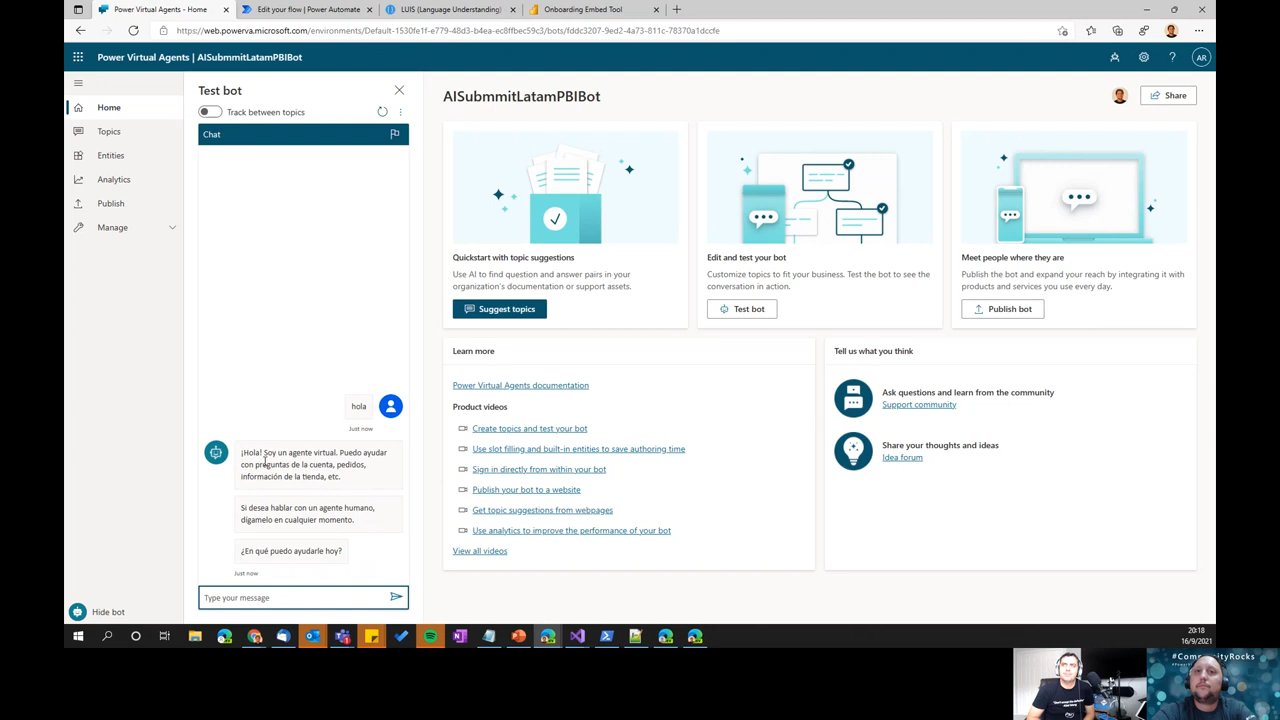 Power Virtual Agents - Home
Edit your flow | Power Automate
LUIS (Language Understanding)
Onboarding Embed Tool
https://web.powerva.microsoft.com/environments/Default-1530fe1f-e779-48d3-b4ea-ec8ffbfec59c3/bots/fddc3207-9ed2-4a73-811c-78370a1dccfe
Power Virtual Agents | AISubmmitLatamPBIBot
AR
Home
Topics
Entities
Analytics
Publish
Manage
Hide bot
Test bot
Track between topics
Chat
hola
Just now
¡Hola! Soy un agente virtual. Puedo ayudar
con preguntas de la cuenta, pedidos,
información de la tienda, etc.
Si desea hablar con un agente humano,
dígamelo en cualquier momento.
¿En qué puedo ayudarle hoy?
Just now
Type your message
AISubmmitLatamPBIBot
Share
Quickstart with topic suggestions
Use AI to find question and answer pairs in your
organization's documentation or support assets.
Suggest topics
Edit and test your bot
Customize topics to fit your business. Test the bot to see the
conversation in action.
Test bot
Meet people where they are
Publish the bot and expand your reach by integrating it with
products and services you use every day.
Publish bot
Learn more
Power Virtual Agents documentation
Product videos
Create topics and test your bot
Use slot filling and built-in entities to save authoring time
Sign in directly from within your bot
Publish your bot to a website
Get topic suggestions from webpages
Use analytics to improve the performance of your bot
View all videos
Tell us what you think
Ask questions and learn from the community
Support community
Share your thoughts and ideas
Idea forum
20:18
16/9/2021
#CommunityRocks